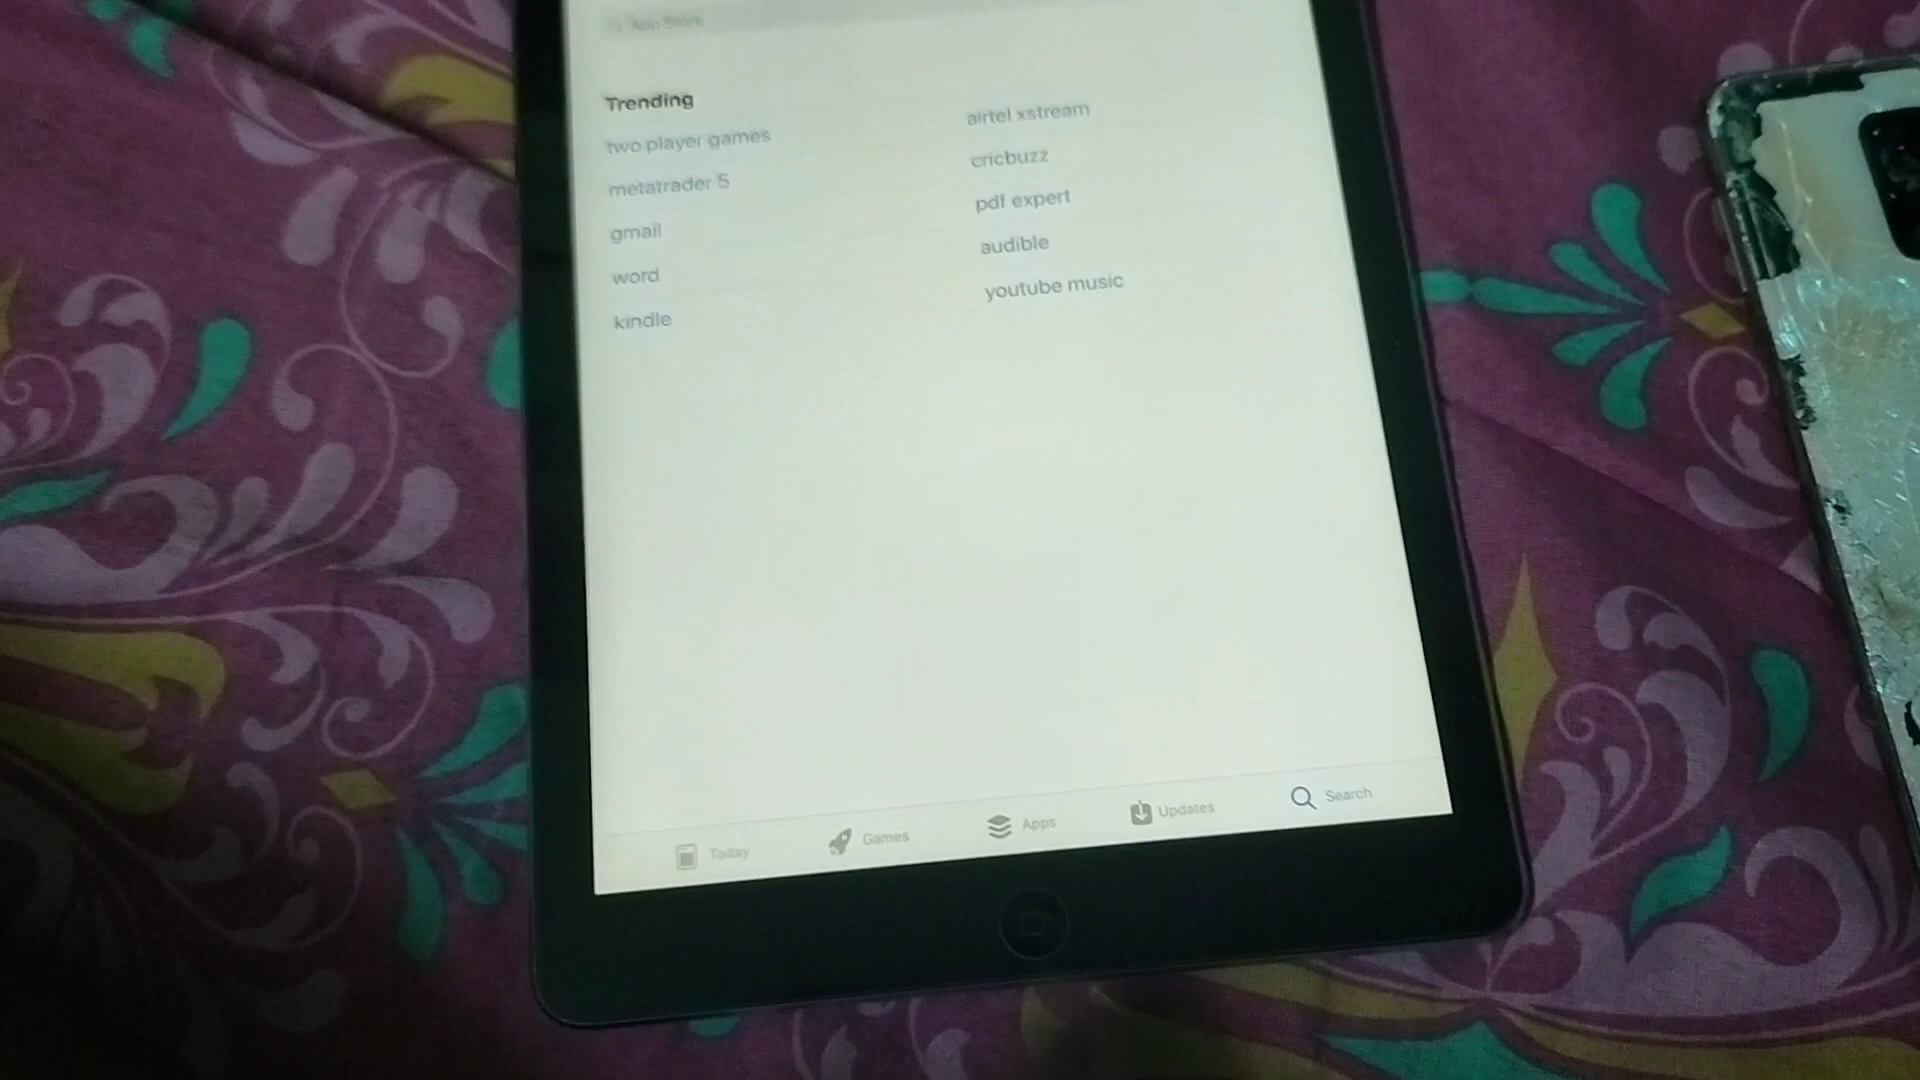 App Store
Trending
two player games
metatrader 5
gmail
word
kindle
airtel xstream
cricbuzz
pdf expert
audible
youtube music
Today
Games
Apps
Updates
Search